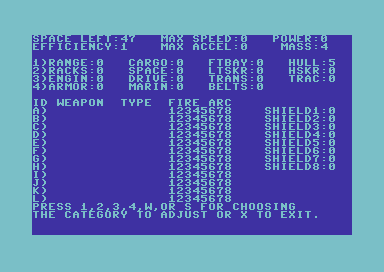 SPACE LEFT:47 MAX SPEED:0 POWER:0
EFFICIENCY:1 MAX ACCEL:0 MASS:4
1)RANGE:0 CARGO:0 FTBAY:0 HULL:5
2)RACKS:0 SPACE:0 LTSKR:0 HSKR:0
3)ENGIN:0 DRIVE:0 TRANS:0 TRAC:0
4)ARMOR:0 MARIN:0 BELTS:0
ID WEAPON TYPE FIRE ARC
A) 12345678 SHIELD1:0
B) 12345678 SHIELD2:0
C) 12345678 SHIELD3:0
D) 12345678 SHIELD4:0
E) 12345678 SHIELD5:0
F) 12345678 SHIELD6:0
G) 12345678 SHIELD7:0
H) 12345678 SHIELD8:0
I) 12345678
J) 12345678
K) 12345678
L) 12345678
PRESS 1,2,3,4,W,OR S FOR CHOOSING
THE CATEGORY TO ADJUST OR X TO EXIT.